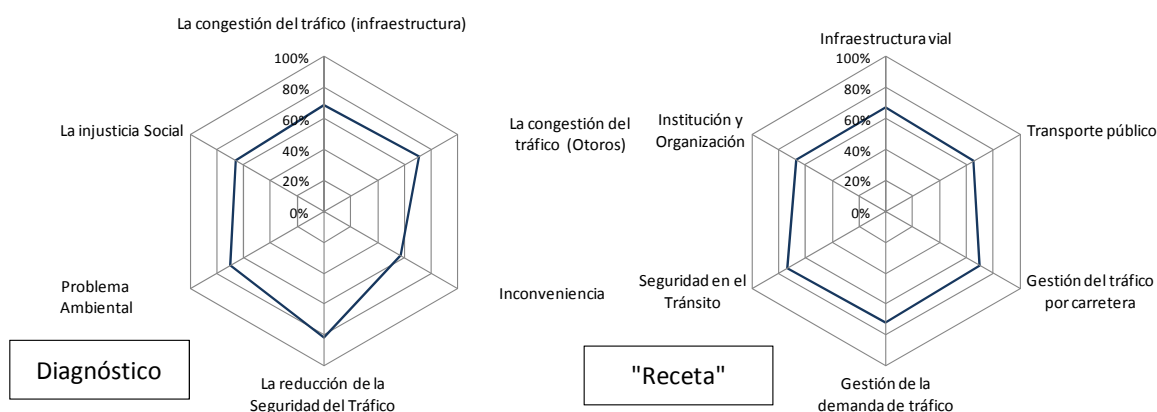 La congestión del tráfico (infraestructura)
100%
80%
60%
40%
20%
0%
La congestión del
tráfico (Otoros)
Inconveniencia
La reducción de la
Seguridad del Tráfico
Problema
Ambiental
La injusticia Social
Diagnóstico
Infraestructura vial
100%
80%
60%
40%
20%
0%
Transporte público
Gestión del tráfico
por carretera
Gestión de la
demanda de tráfico
Seguridad en el
Tránsito
Institución y
Organización
"Receta"